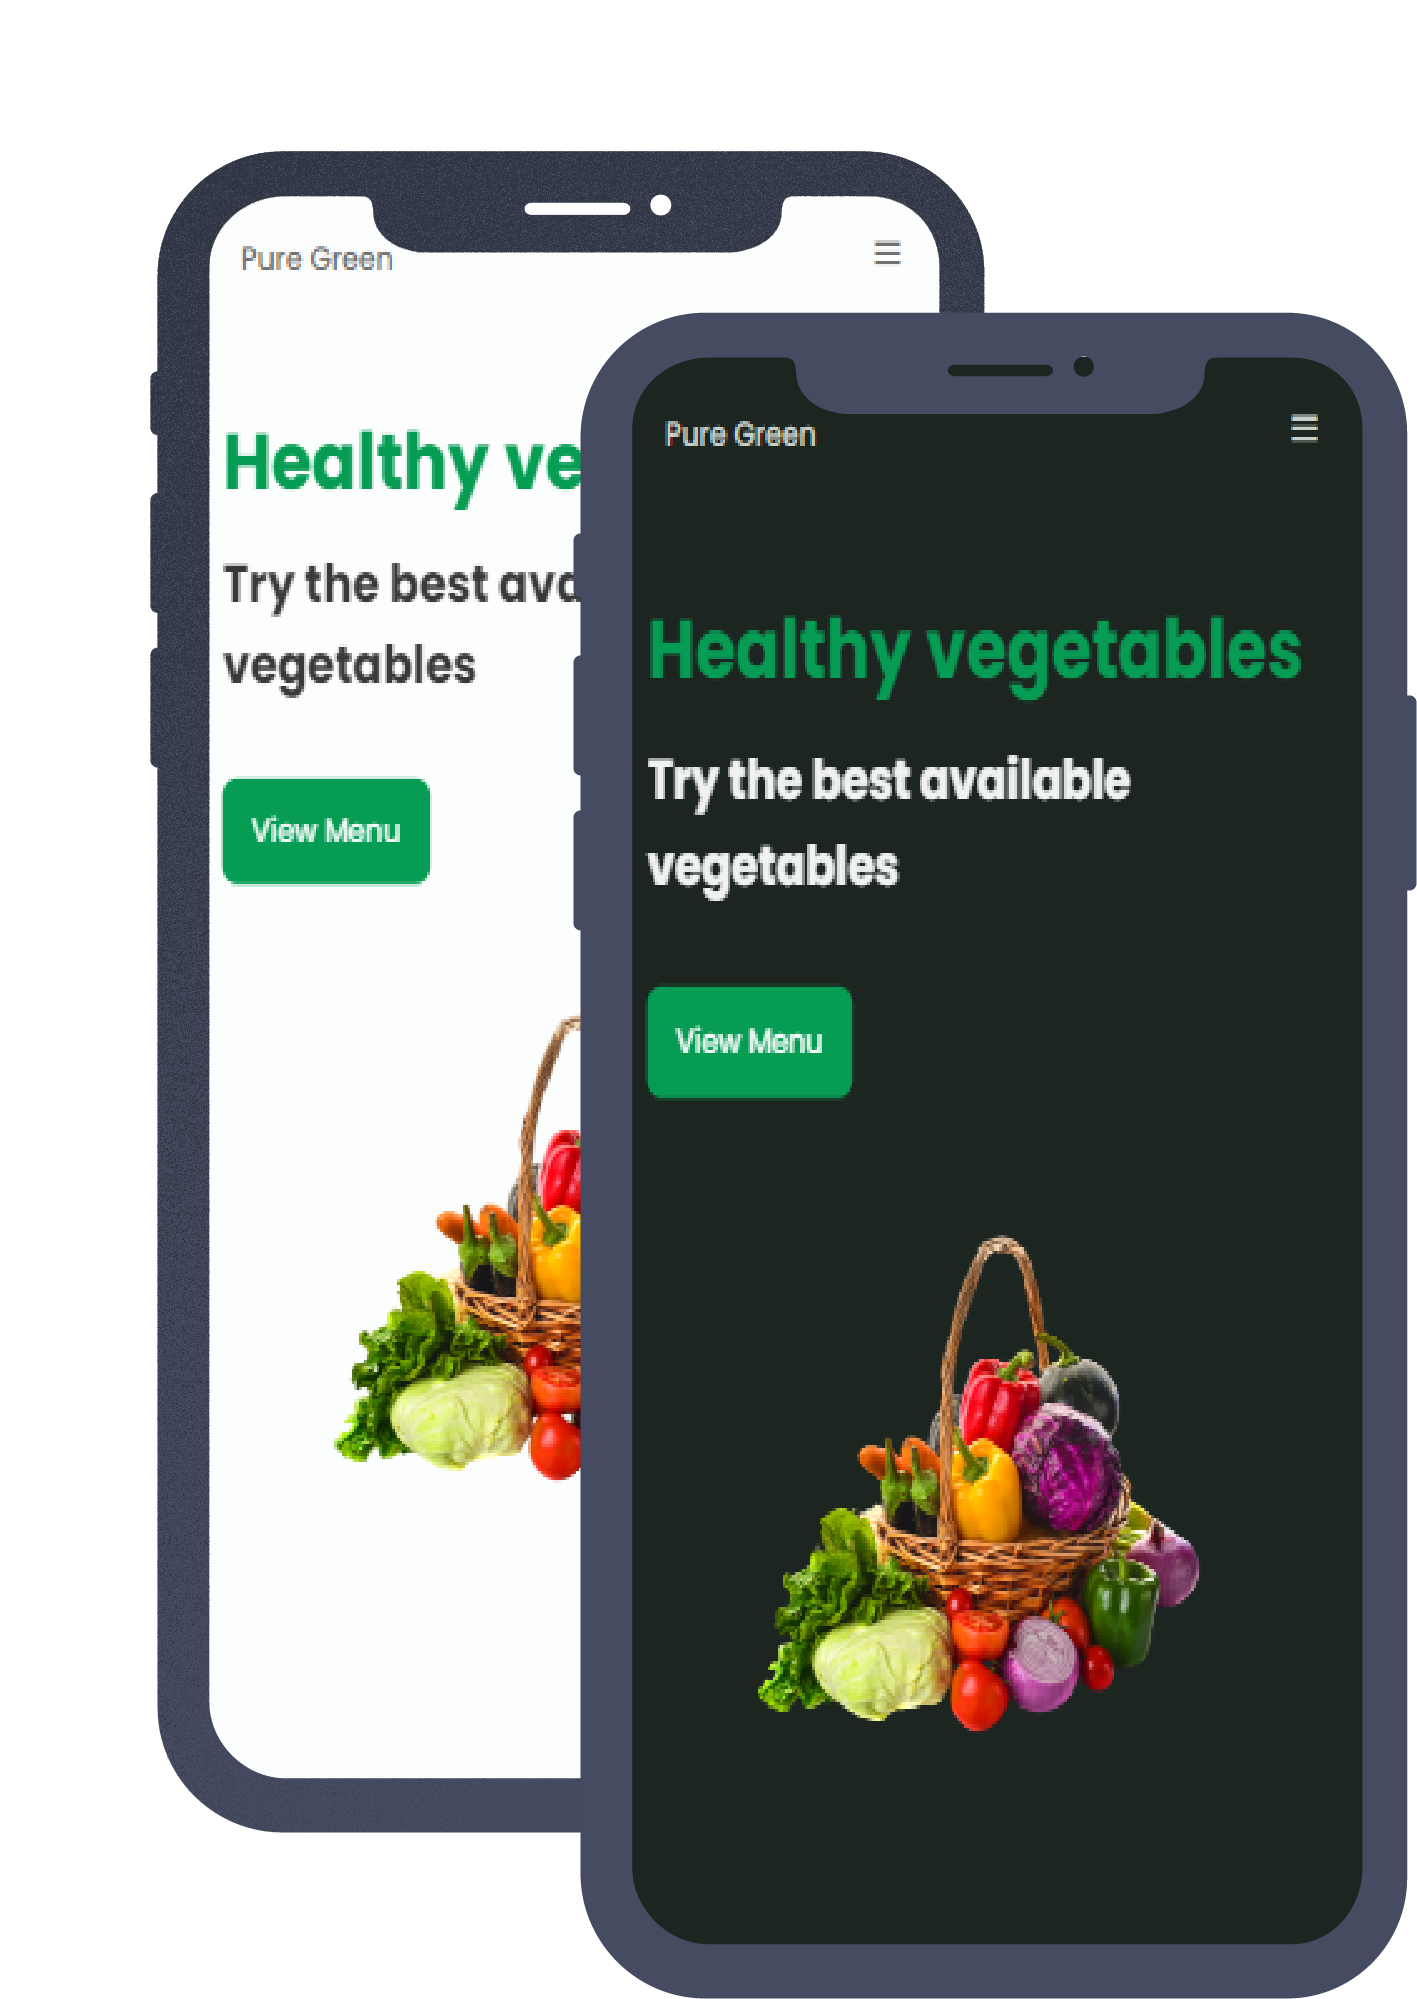 Pure Green
Healthy ve
Try the best ava
vegetables
View Menu
Pure Green
Healthy vegetables
Try the best available
vegetables
View Menu